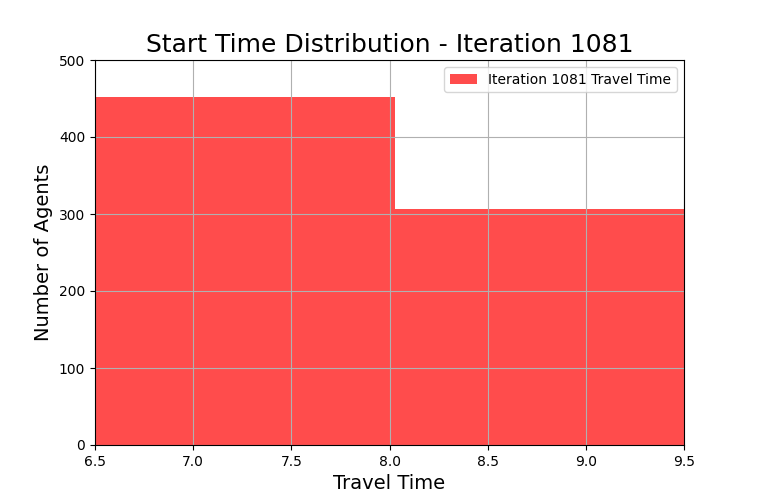 Start Time Distribution - Iteration 1081
Iteration 1081 Travel Time
Number of Agents
500
400
300
200
100
0
6.5 7.0 7.5 8.0 8.5 9.0 9.5
Travel Time